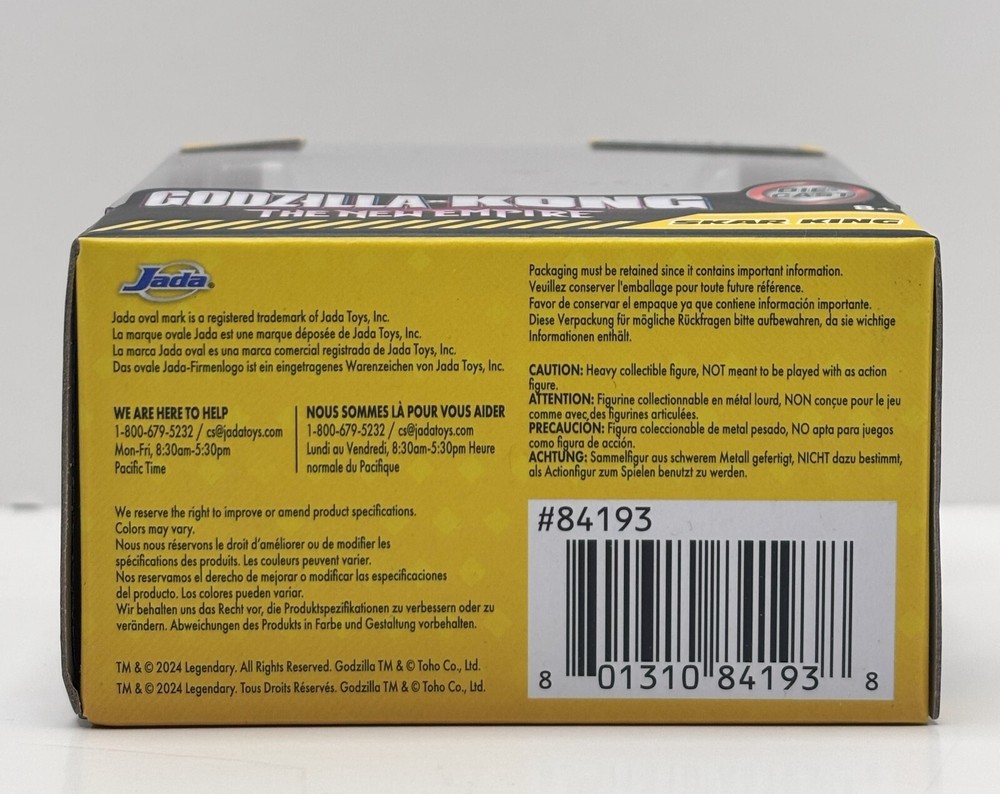 GODZILLA-KONG
THE NEW EMPIRE
DIE-CAST
8+
SKAR KING
Jada®
Jada oval mark is a registered trademark of Jada Toys, Inc.
La marque ovale Jada est une marque déposée de Jada Toys, Inc.
La marca Jada oval es una marca comercial registrada de Jada Toys, Inc.
Das ovale Jada-Firmenlogo ist ein eingetragenes Warenzeichen von Jada Toys, Inc.
WE ARE HERE TO HELP
1-800-679-5232 / cs@jadatoys.com
Mon-Fri, 8:30am-5:30pm
Pacific Time
NOUS SOMMES LÀ POUR VOUS AIDER
1-800-679-5232 / cs@jadatoys.com
Lundi au Vendredi, 8:30am-5:30pm Heure
normale du Pacifique
We reserve the right to improve or amend product specifications.
Colors may vary.
Nous nous réservons le droit d'améliorer ou de modifier les
spécifications des produits. Les couleurs peuvent varier.
Nos reservamos el derecho de mejorar o modificar las especificaciones
del producto. Los colores pueden variar.
Wir behalten uns das Recht vor, die Produktspezifikationen zu verbessern oder zu
verändern. Abweichungen des Produkts in Farbe und Gestaltung vorbehalten.
TM & © 2024 Legendary. All Rights Reserved. Godzilla TM & © Toho Co., Ltd.
TM & © 2024 Legendary. Tous Droits Réservés. Godzilla TM & © Toho Co., Ltd.
Packaging must be retained since it contains important information.
Veuillez conserver l'emballage pour toute future référence.
Favor de conservar el empaque ya que contiene información importante.
Diese Verpackung für mögliche Rückfragen bitte aufbewahren, da sie wichtige
Informationen enthält.
CAUTION: Heavy collectible figure, NOT meant to be played with as action
figure.
ATTENTION: Figurine collectionnable en métal lourd, NON conçue pour le jeu
comme avec des figurines articulées.
PRECAUCIÓN: Figura coleccionable de metal pesado, NO apta para juegos
como figura de acción.
ACHTUNG: Sammelfigur aus schwerem Metall gefertigt, NICHT dazu bestimmt,
als Actionfigur zum Spielen benutzt zu werden.
#84193
8 01310 84193 8